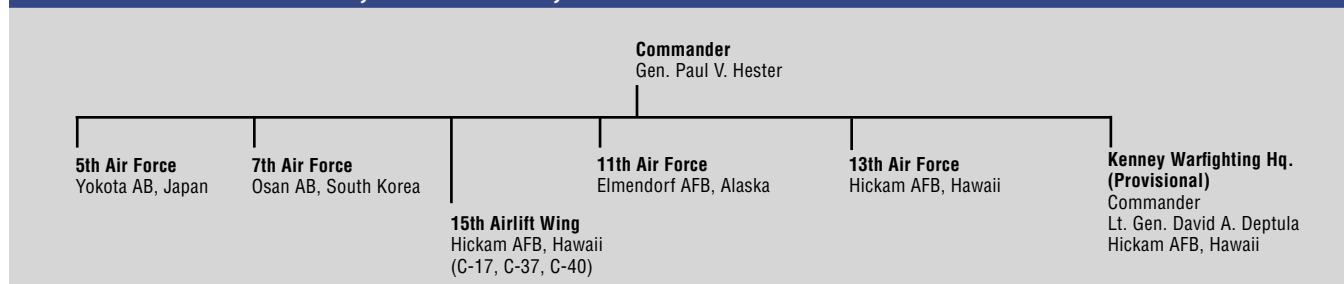 Commander
Gen. Paul V. Hester
5th Air Force
Yokota AB, Japan
7th Air Force
Osan AB, South Korea
15th Airlift Wing
Hickam AFB, Hawaii
(C-17, C-37, C-40)
11th Air Force
Elmendorf AFB, Alaska
13th Air Force
Hickam AFB, Hawaii
Kenney Warfighting Hq.
(Provisional)
Commander
Lt. Gen. David A. Deptula
Hickam AFB, Hawaii